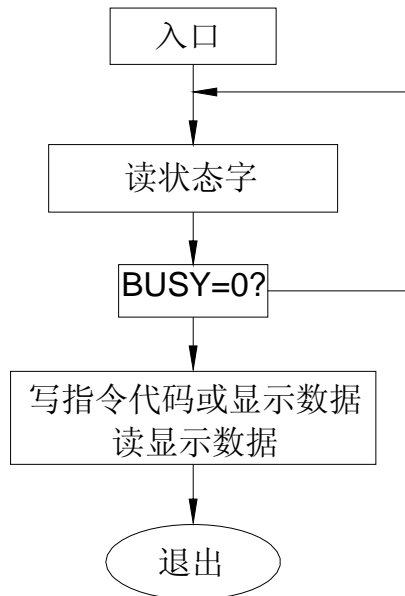 入口
读状态字
BUSY=0?
写指令代码或显示数据
读显示数据
退出